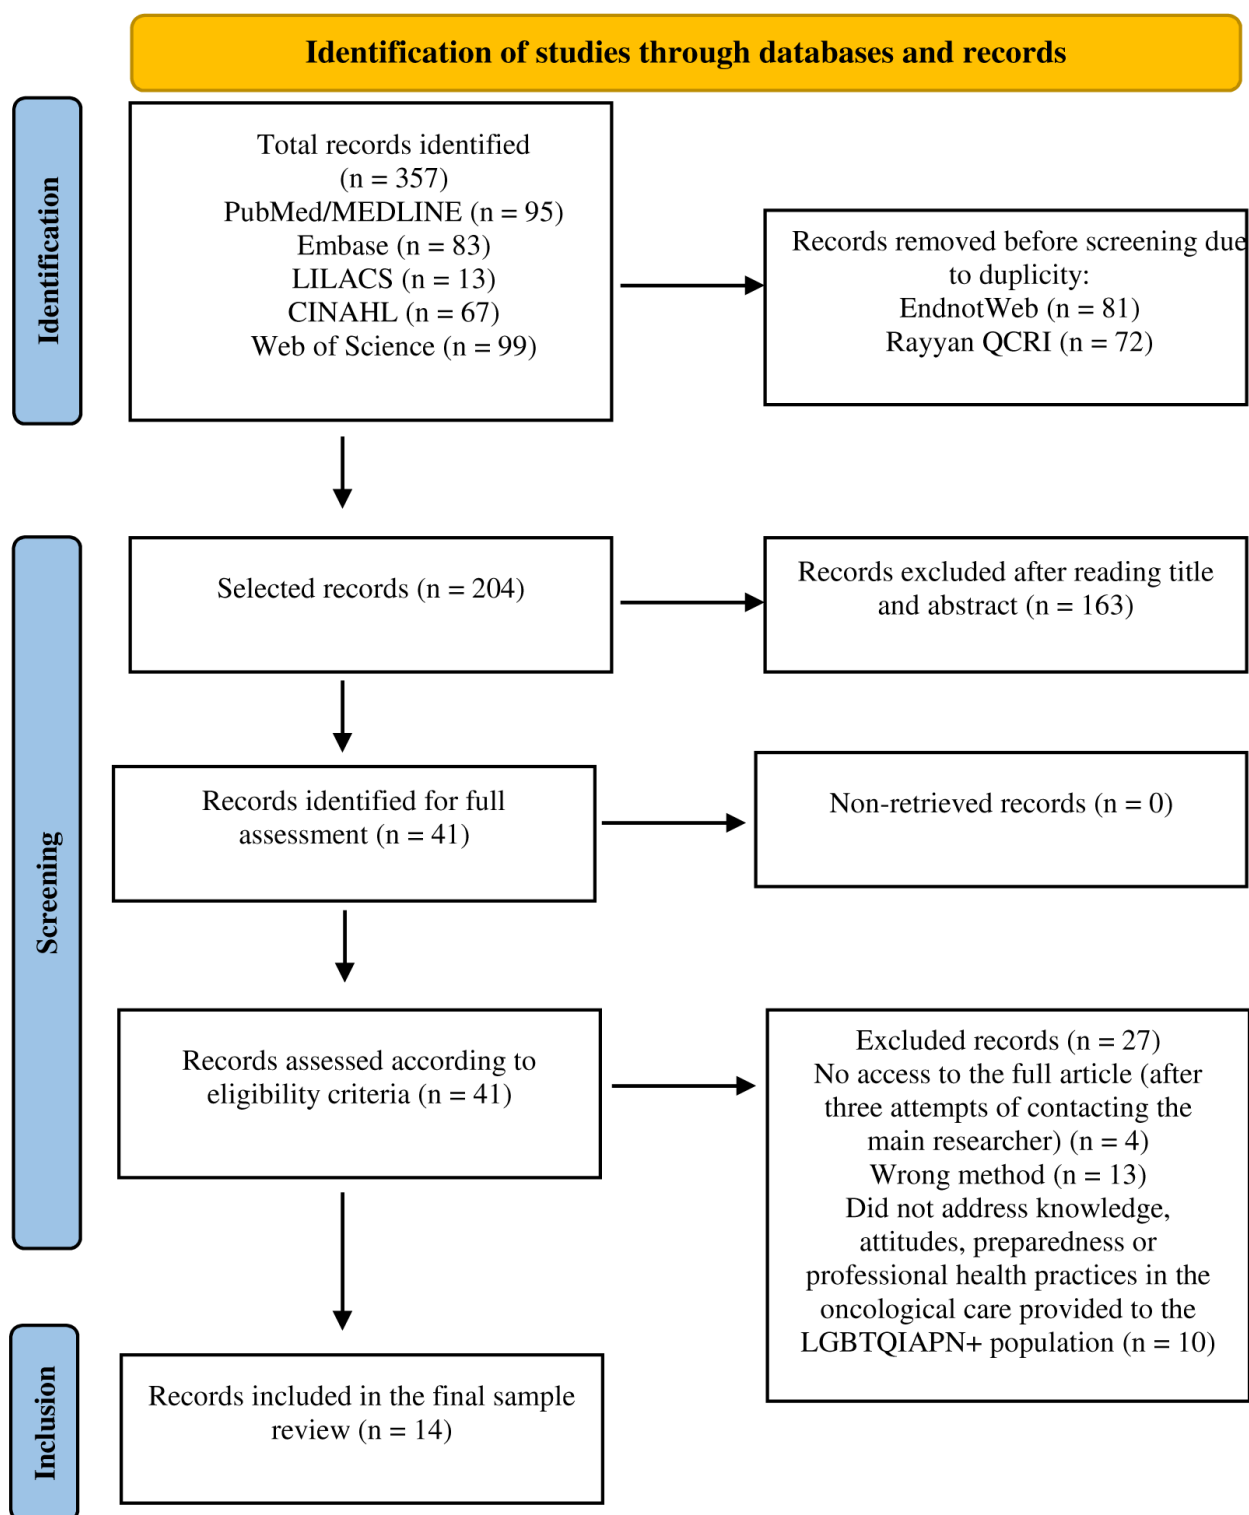 Identification of studies through databases and records
Identification
Total records identified
(n = 357)
PubMed/MEDLINE (n = 95)
Embase (n = 83)
LILACS (n = 13)
CINAHL (n = 67)
Web of Science (n = 99)
Records removed before screening due
to duplicity:
EndnotWeb (n = 81)
Rayyan QCRI (n = 72)
Screening
Selected records (n = 204)
Records excluded after reading title
and abstract (n = 163)
Records identified for full
assessment (n = 41)
Non-retrieved records (n = 0)
Records assessed according to
eligibility criteria (n = 41)
Excluded records (n = 27)
No access to the full article (after
three attempts of contacting the
main researcher) (n = 4)
Wrong method (n = 13)
Did not address knowledge,
attitudes, preparedness or
professional health practices in the
oncological care provided to the
LGBTQIAPN+ population (n = 10)
Inclusion
Records included in the final sample
review (n = 14)